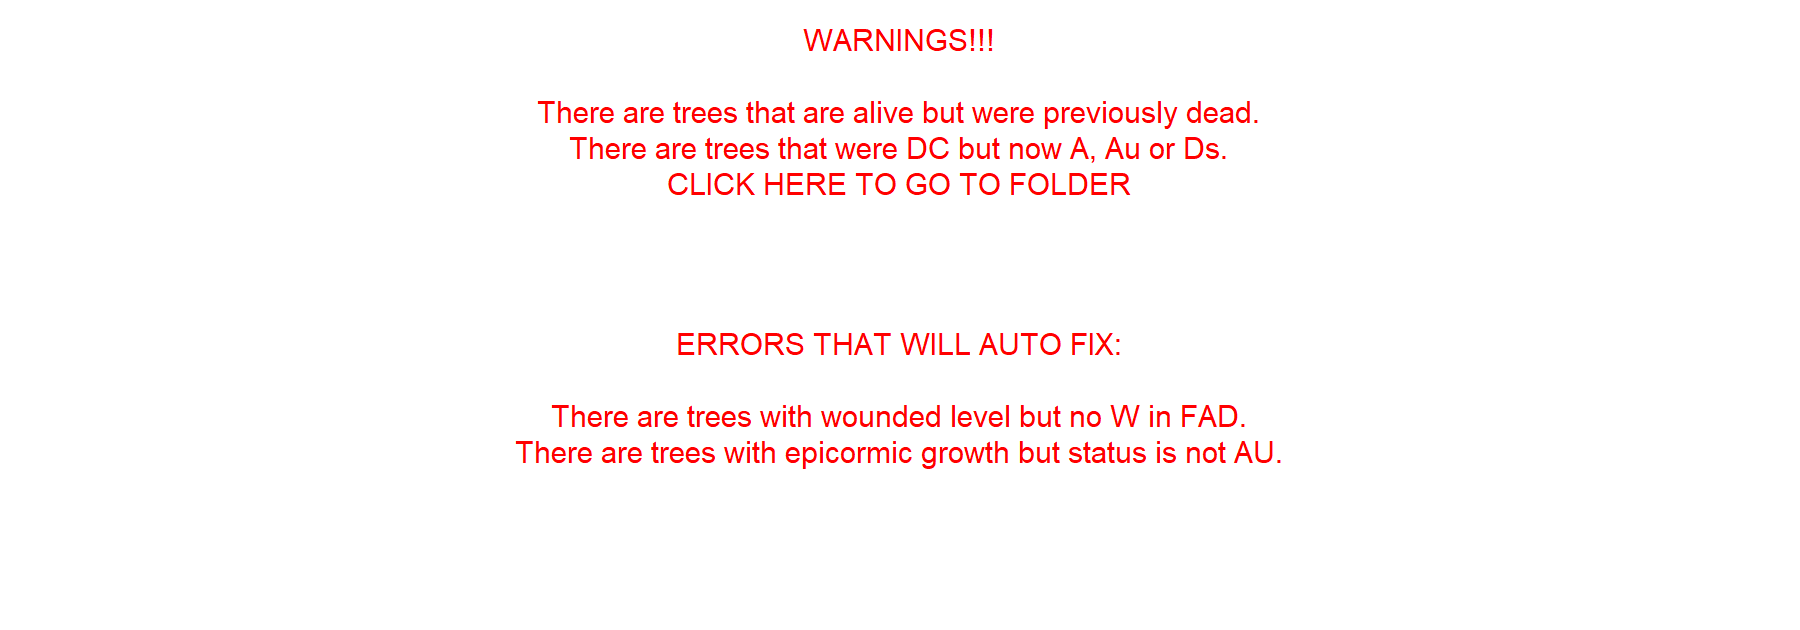 WARNINGS!!!
There are trees that are alive but were previously dead.
There are trees that were DC but now A, Au or Ds.
CLICK HERE TO GO TO FOLDER
ERRORS THAT WILL AUTO FIX:
There are trees with wounded level but no W in FAD.
There are trees with epicormic growth but status is not AU.